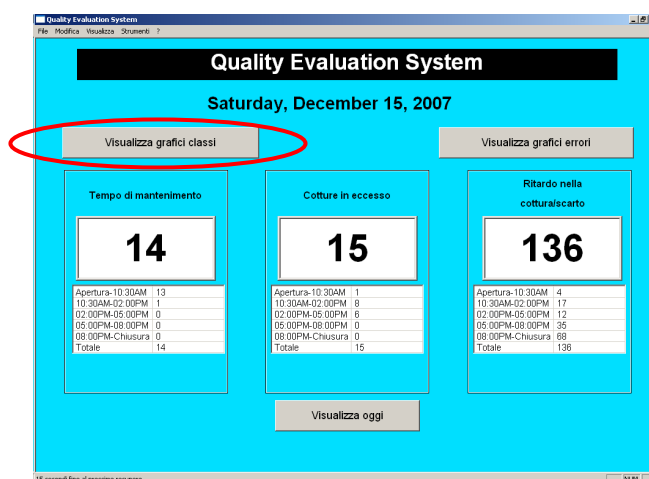 Quality Evaluation System
File Modifica Visualizza Strumenti ?
Quality Evaluation System
Saturday, December 15, 2007
Visualizza grafici classi
Visualizza grafici errori
Tempo di mantenimento
14
Apertura-10:30AM 13
10:30AM-02:00PM 1
02:00PM-05:00PM 0
05:00PM-08:00PM 0
08:00PM-Chiusura 0
Totale 14
Cotture in eccesso
15
Apertura-10:30AM 1
10:30AM-02:00PM 8
02:00PM-05:00PM 6
05:00PM-08:00PM 0
08:00PM-Chiusura 0
Totale 15
Ritardo nella
cottura/scarto
136
Apertura-10:30AM 4
10:30AM-02:00PM 17
02:00PM-05:00PM 12
05:00PM-08:00PM 35
08:00PM-Chiusura 68
Totale 136
Visualizza oggi
NUM